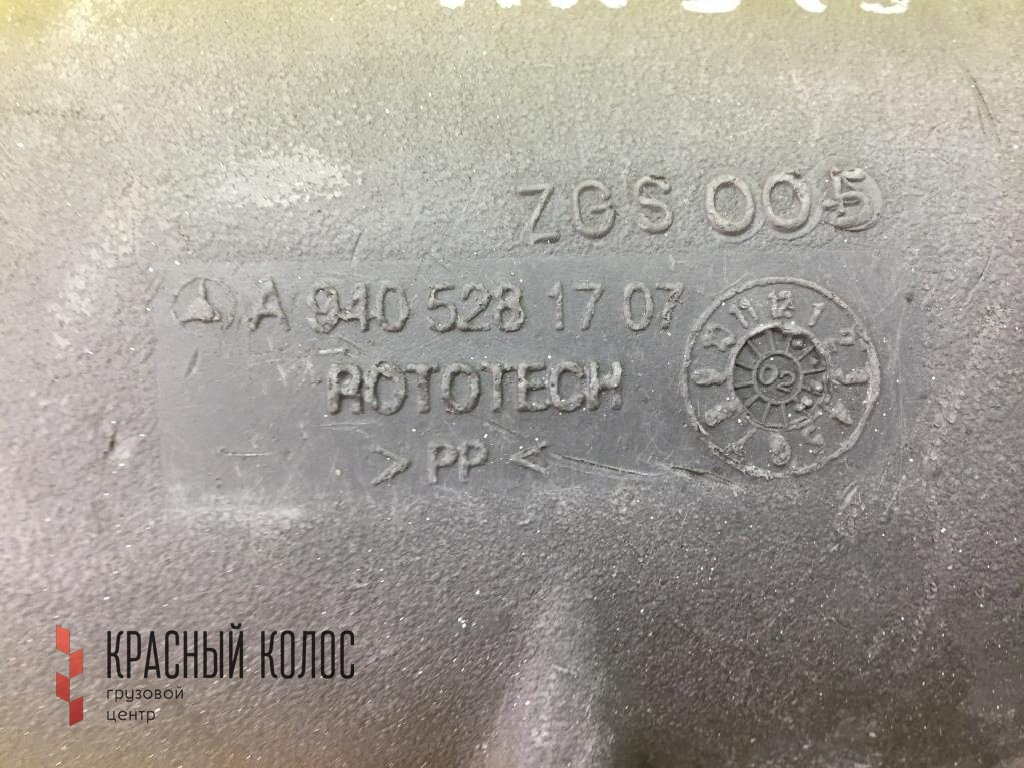 ZGS 005
A 940 528 17 07
ROTOTECH
> PP <
02
КРАСНЫЙ КОЛОС
грузовой
центр